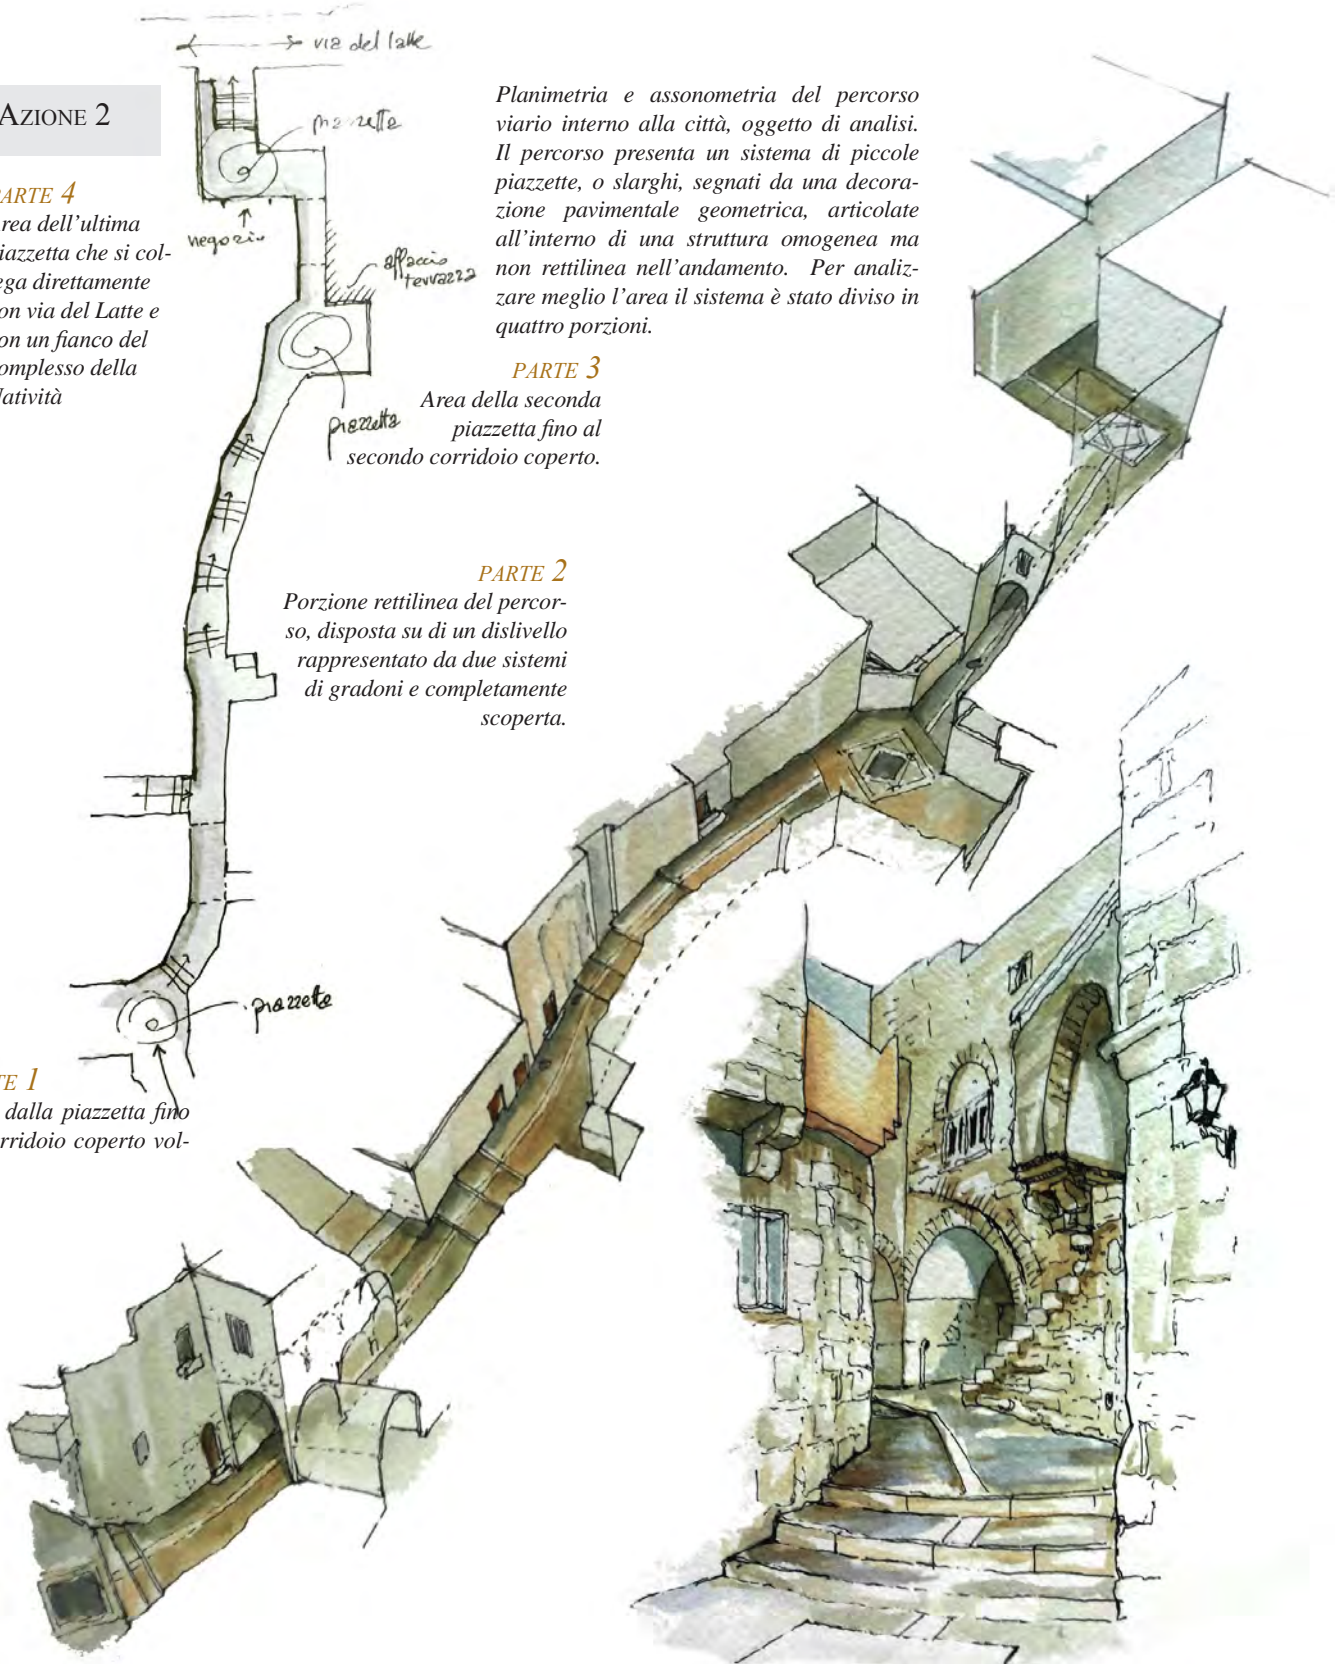 via del latte
AZIONE 2
piazzetta
Planimetria e assonometria del percorso
viario interno alla città, oggetto di analisi.
Il percorso presenta un sistema di piccole
piazzette, o slarghi, segnati da una decora-
zione pavimentale geometrica, articolate
all'interno di una struttura omogenea ma
non rettilinea nell'andamento. Per analiz-
zare meglio l'area il sistema è stato diviso in
quattro porzioni.
ARTE 4
rea dell'ultima
iazzetta che si col-
ega direttamente
on via del Latte e
on un fianco del
omplesso della
Natività
negozio
affaccio
terrazza
PARTE 3
Area della seconda
piazzetta fino al
secondo corridoio coperto.
piazzetta
PARTE 2
Porzione rettilinea del percor-
so, disposta su di un dislivello
rappresentato da due sistemi
di gradoni e completamente
scoperta.
piazzetta
TE 1
dalla piazzetta fino
rridoio coperto vol-